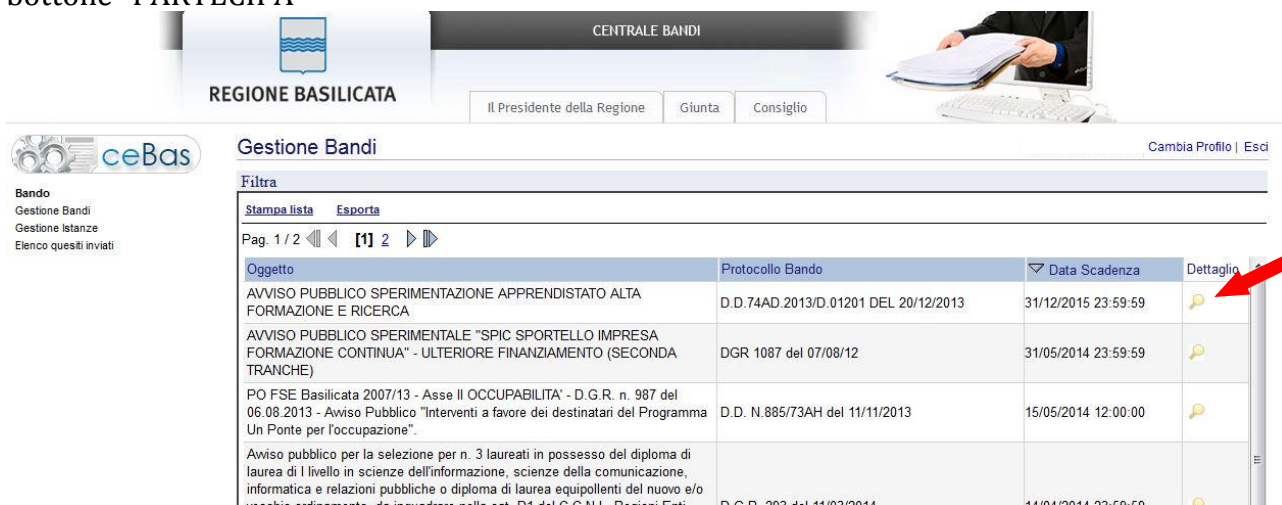 bottone "PARTECIPA"
CENTRALE BANDI
REGIONE BASILICATA
Il Presidente della Regione Giunta Consiglio
ceBas
Gestione Bandi
Cambia Profilo | Esci
Bando
Gestione Bandi
Gestione Istanze
Elenco quesiti inviati
Filtra
Stampa lista Esporta
Pag. 1 / 2 [1] 2
Oggetto Protocollo Bando Data Scadenza Dettaglio
AVVISO PUBBLICO SPERIMENTAZIONE APPRENDISTATO ALTA
FORMAZIONE E RICERCA
D.D.74AD.2013/D.01201 DEL 20/12/2013 31/12/2015 23:59:59
AVVISO PUBBLICO SPERIMENTALE "SPIC SPORTELLO IMPRESA
FORMAZIONE CONTINUA" - ULTERIORE FINANZIAMENTO (SECONDA
TRANCHE)
DGR 1087 del 07/08/12 31/05/2014 23:59:59
PO FSE Basilicata 2007/13 - Asse II OCCUPABILITA' - D.G.R. n. 987 del
06.08.2013 - Avviso Pubblico "Interventi a favore dei destinatari del Programma
Un Ponte per l'occupazione".
D.D. N.885/73AH del 11/11/2013 15/05/2014 12:00:00
Avviso pubblico per la selezione per n. 3 laureati in possesso del diploma di
laurea di I livello in scienze dell'informazione, scienze della comunicazione,
informatica e relazioni pubbliche o diploma di laurea equipollenti del nuovo e/o